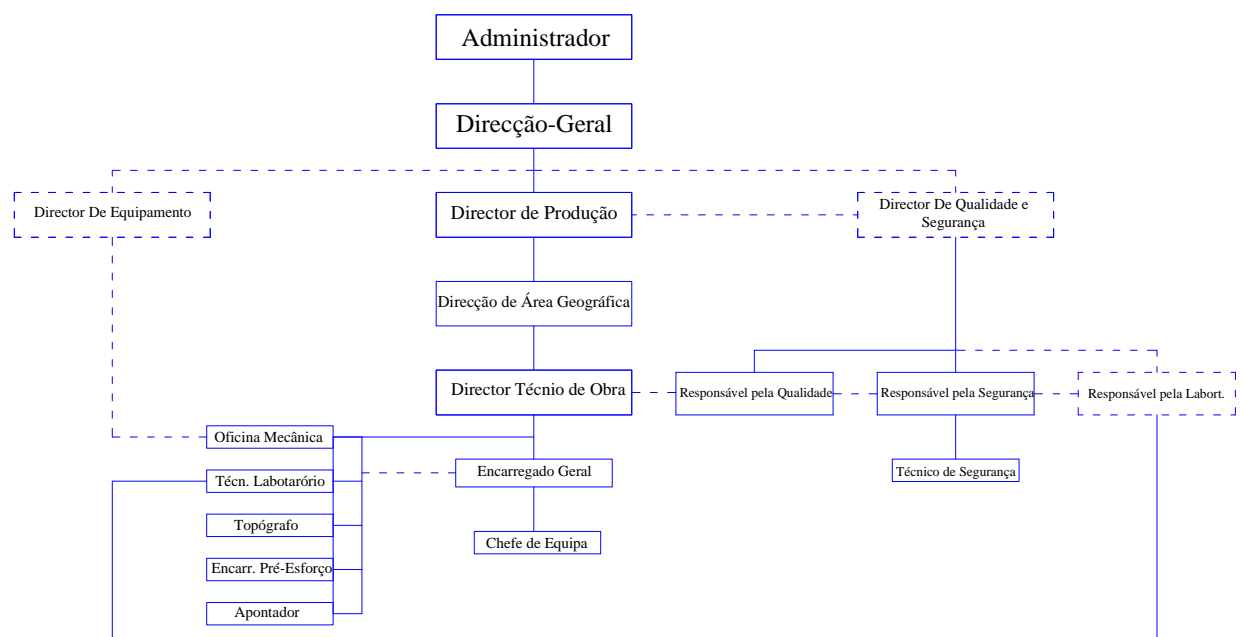 Administrador
Direcção-Geral
Director De Equipamento
Director de Produção
Director De Qualidade e
Segurança
Direcção de Área Geográfica
Director Técnio de Obra
Responsável pela Qualidade
Responsável pela Segurança
Responsável pela Labort.
Oficina Mecânica
Encarregado Geral
Técnico de Segurança
Técn. Labotarório
Topógrafo
Chefe de Equipa
Encarr. Pré-Esforço
Apontador